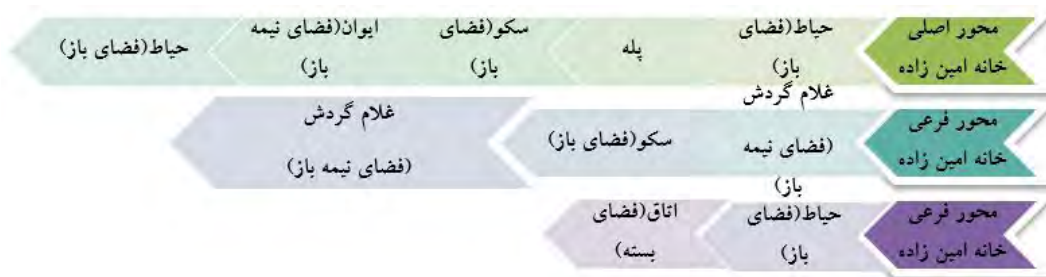 محور اصلی
خانه امین زاده
حیاط(فضای
باز)
پله
سکو(فضای
باز)
ایوان(فضای نیمه
باز)
حیاط(فضای باز)
محور فرعی
خانه امین زاده
غلام گردش
(فضای نیمه
باز)
سکو(فضای باز)
غلام گردش
(فضای نیمه باز)
محور فرعی
خانه امین زاده
حیاط(فضای
باز)
اتاق(فضای
بسته)